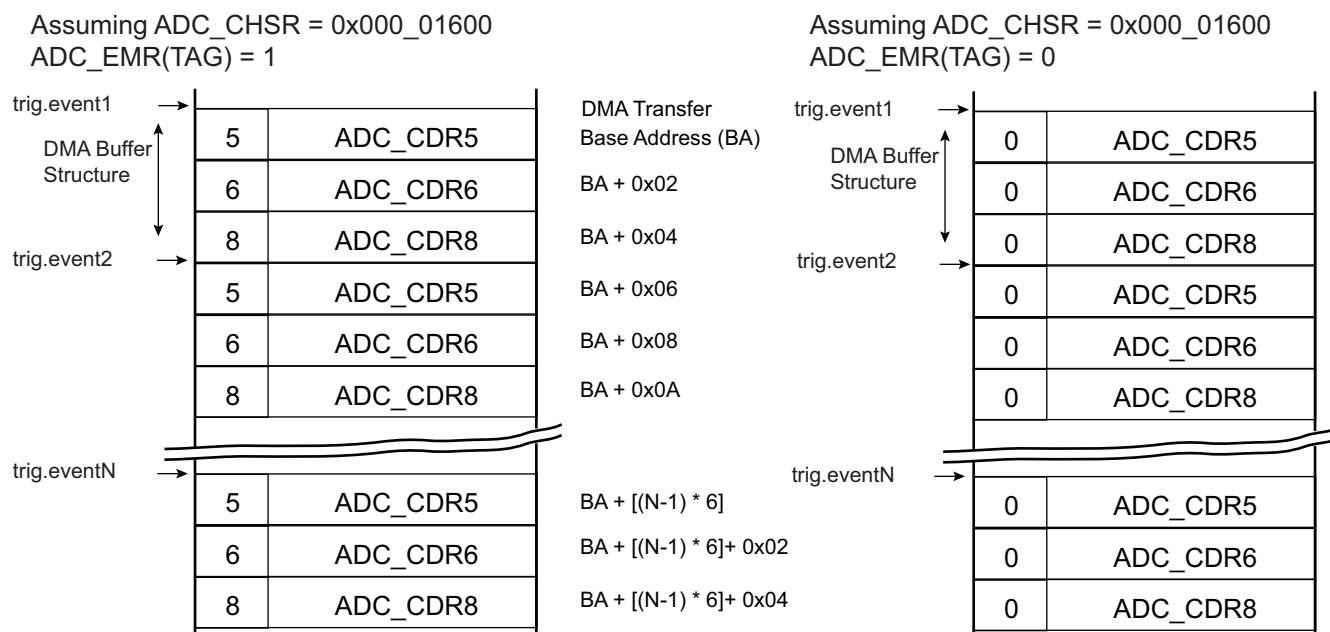 Assuming ADC_CHSR = 0x000_01600
ADC_EMR(TAG) = 1
trig.event1
DMA Buffer
Structure
5 ADC_CDR5
6 ADC_CDR6
8 ADC_CDR8
trig.event2
5 ADC_CDR5
6 ADC_CDR6
8 ADC_CDR8
trig.eventN
5 ADC_CDR5
6 ADC_CDR6
8 ADC_CDR8
DMA Transfer
Base Address (BA)
BA + 0x02
BA + 0x04
BA + 0x06
BA + 0x08
BA + 0x0A
BA + [(N-1) * 6]
BA + [(N-1) * 6]+ 0x02
BA + [(N-1) * 6]+ 0x04
Assuming ADC_CHSR = 0x000_01600
ADC_EMR(TAG) = 0
trig.event1
DMA Buffer
Structure
0 ADC_CDR5
0 ADC_CDR6
0 ADC_CDR8
trig.event2
0 ADC_CDR5
0 ADC_CDR6
0 ADC_CDR8
trig.eventN
0 ADC_CDR5
0 ADC_CDR6
0 ADC_CDR8